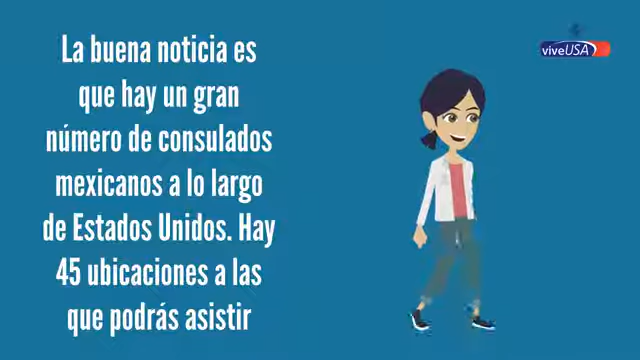 La buena noticia es
que hay un gran
número de consulados
mexicanos a lo largo
de Estados Unidos. Hay
45 ubicaciones a las
que podrás asistir
viveUSA